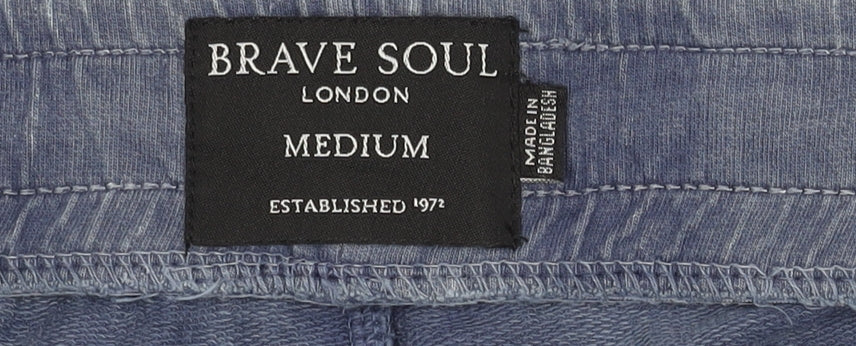 BRAVE SOUL
LONDON
MEDIUM
ESTABLISHED 1972
MADE IN
BANGLADESH